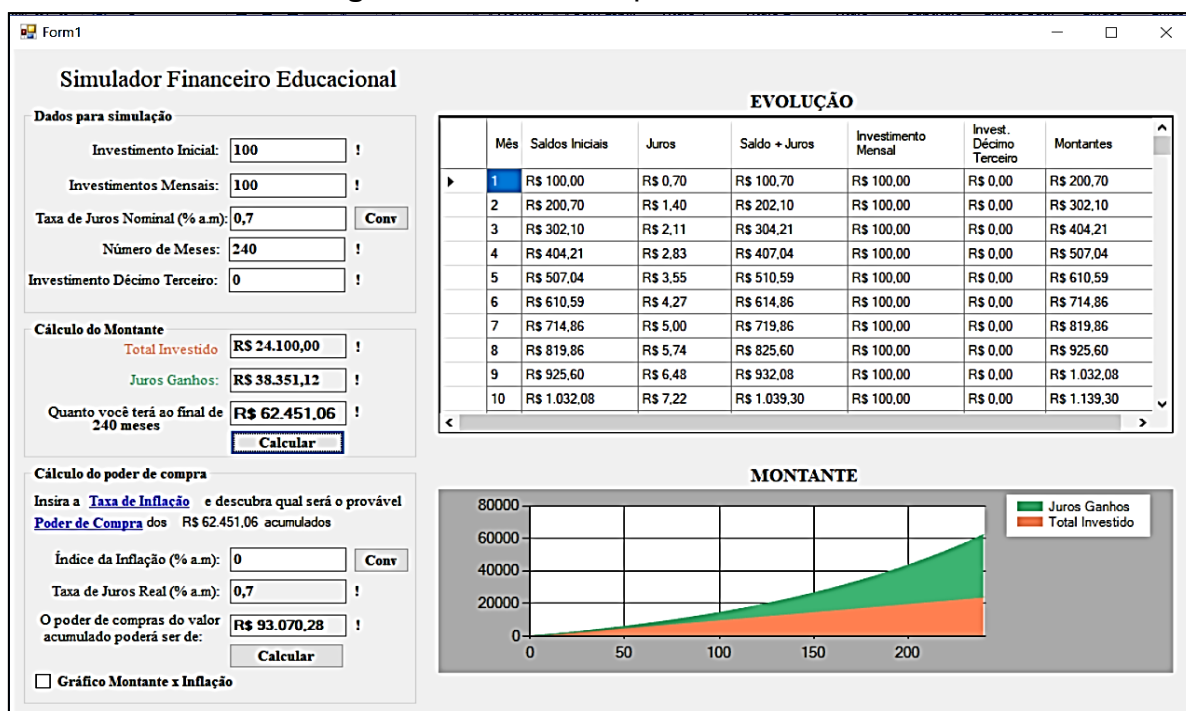 Form1
Simulador Financeiro Educacional
Dados para simulação
Investimento Inicial: 100 !
Investimentos Mensais: 100 !
Taxa de Juros Nominal (% a.m): 0,7 Conv
Número de Meses: 240 !
Investimento Décimo Terceiro: 0 !
Cálculo do Montante
Total Investido R$ 24.100,00 !
Juros Ganhos: R$ 38.351,12 !
Quanto você terá ao final de
240 meses
R$ 62.451,06 !
Calcular
Cálculo do poder de compra
Insira a Taxa de Inflação e descubra qual será o provável
Poder de Compra dos R$ 62.451,06 acumulados
Índice da Inflação (% a.m): 0 Conv
Taxa de Juros Real (% a.m): 0,7 !
O poder de compras do valor
acumulado poderá ser de:
R$ 93.070,28 !
Calcular
Gráfico Montante x Inflação
EVOLUÇÃO
Mês Saldos Iniciais Juros Saldo + Juros Investimento Mensal Invest. Décimo Terceiro Montantes
1 R$ 100,00 R$ 0,70 R$ 100,70 R$ 100,00 R$ 0,00 R$ 200,70
2 R$ 200,70 R$ 1,40 R$ 202,10 R$ 100,00 R$ 0,00 R$ 302,10
3 R$ 302,10 R$ 2,11 R$ 304,21 R$ 100,00 R$ 0,00 R$ 404,21
4 R$ 404,21 R$ 2,83 R$ 407,04 R$ 100,00 R$ 0,00 R$ 507,04
5 R$ 507,04 R$ 3,55 R$ 510,59 R$ 100,00 R$ 0,00 R$ 610,59
6 R$ 610,59 R$ 4,27 R$ 614,86 R$ 100,00 R$ 0,00 R$ 714,86
7 R$ 714,86 R$ 5,00 R$ 719,86 R$ 100,00 R$ 0,00 R$ 819,86
8 R$ 819,86 R$ 5,74 R$ 825,60 R$ 100,00 R$ 0,00 R$ 925,60
9 R$ 925,60 R$ 6,48 R$ 932,08 R$ 100,00 R$ 0,00 R$ 1.032,08
10 R$ 1.032,08 R$ 7,22 R$ 1.039,30 R$ 100,00 R$ 0,00 R$ 1.139,30
MONTANTE
80000
60000
40000
20000
0
0 50 100 150 200
Juros Ganhos
Total Investido